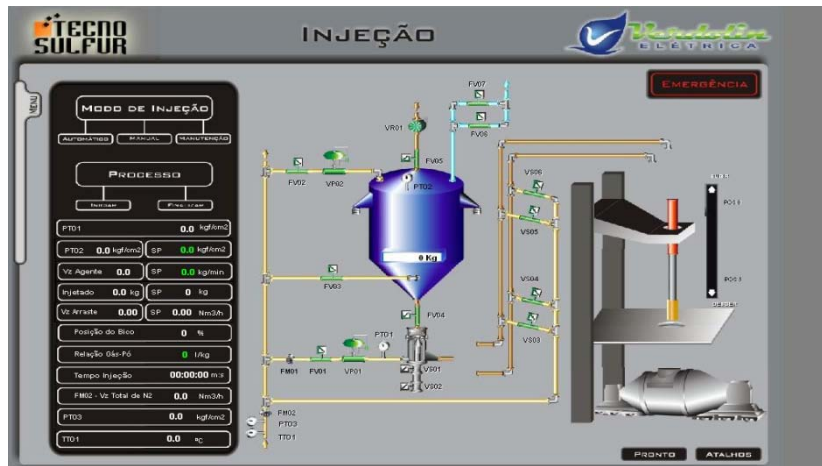 TECNO
SULFUR
INJEÇÃO
Verdolin
ELÉTRICA
MENU
EMERGÊNCIA
MODO DE INJEÇÃO
AUTOMÁTICO MANUAL MANUTENÇÃO
PROCESSO
INICIAR FINALIZAR
PT01 0.0 kgf/cm2
PT02 0.0 kgf/cm2 SP 0.0 kgf/cm2
Vz Agente 0.0 SP 0.0 kg/min
Injetado 0.0 kg SP 0 kg
Vz Arraste 0.00 SP 0.00 Nm3/h
Posição do Bico 0 %
Relação Gás-Pó 0 l/kg
Tempo Injeção 00:00:00 m:s
FM02 - Vz Total de N2 0.0 Nm3/h
PT03 0.0 kgf/cm2
TT01 0.0 ºC
FV07
VR01
FV06
FV05
FV02 VP02
PT02
VS06
VS05
0 Kg
FV03
VS04
FV04
VS03
PT01
FM01 FV01 VP01
VS01
VS02
FM02
PT03
TT01
PRONTO ATALHOS